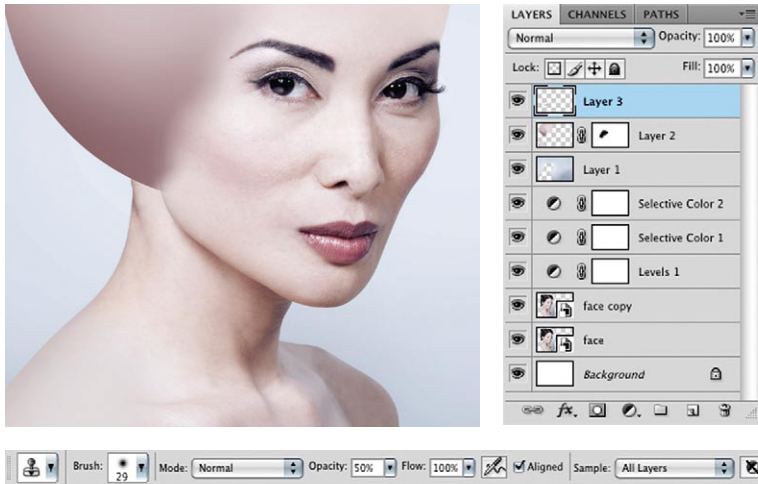 LAYERS CHANNELS PATHS
Normal Opacity: 100%
Lock: Fill: 100%
Layer 3
Layer 2
Layer 1
Selective Color 2
Selective Color 1
Levels 1
face copy
face
Background
fx.
Brush: 29 Mode: Normal Opacity: 50% Flow: 100% Aligned Sample: All Layers